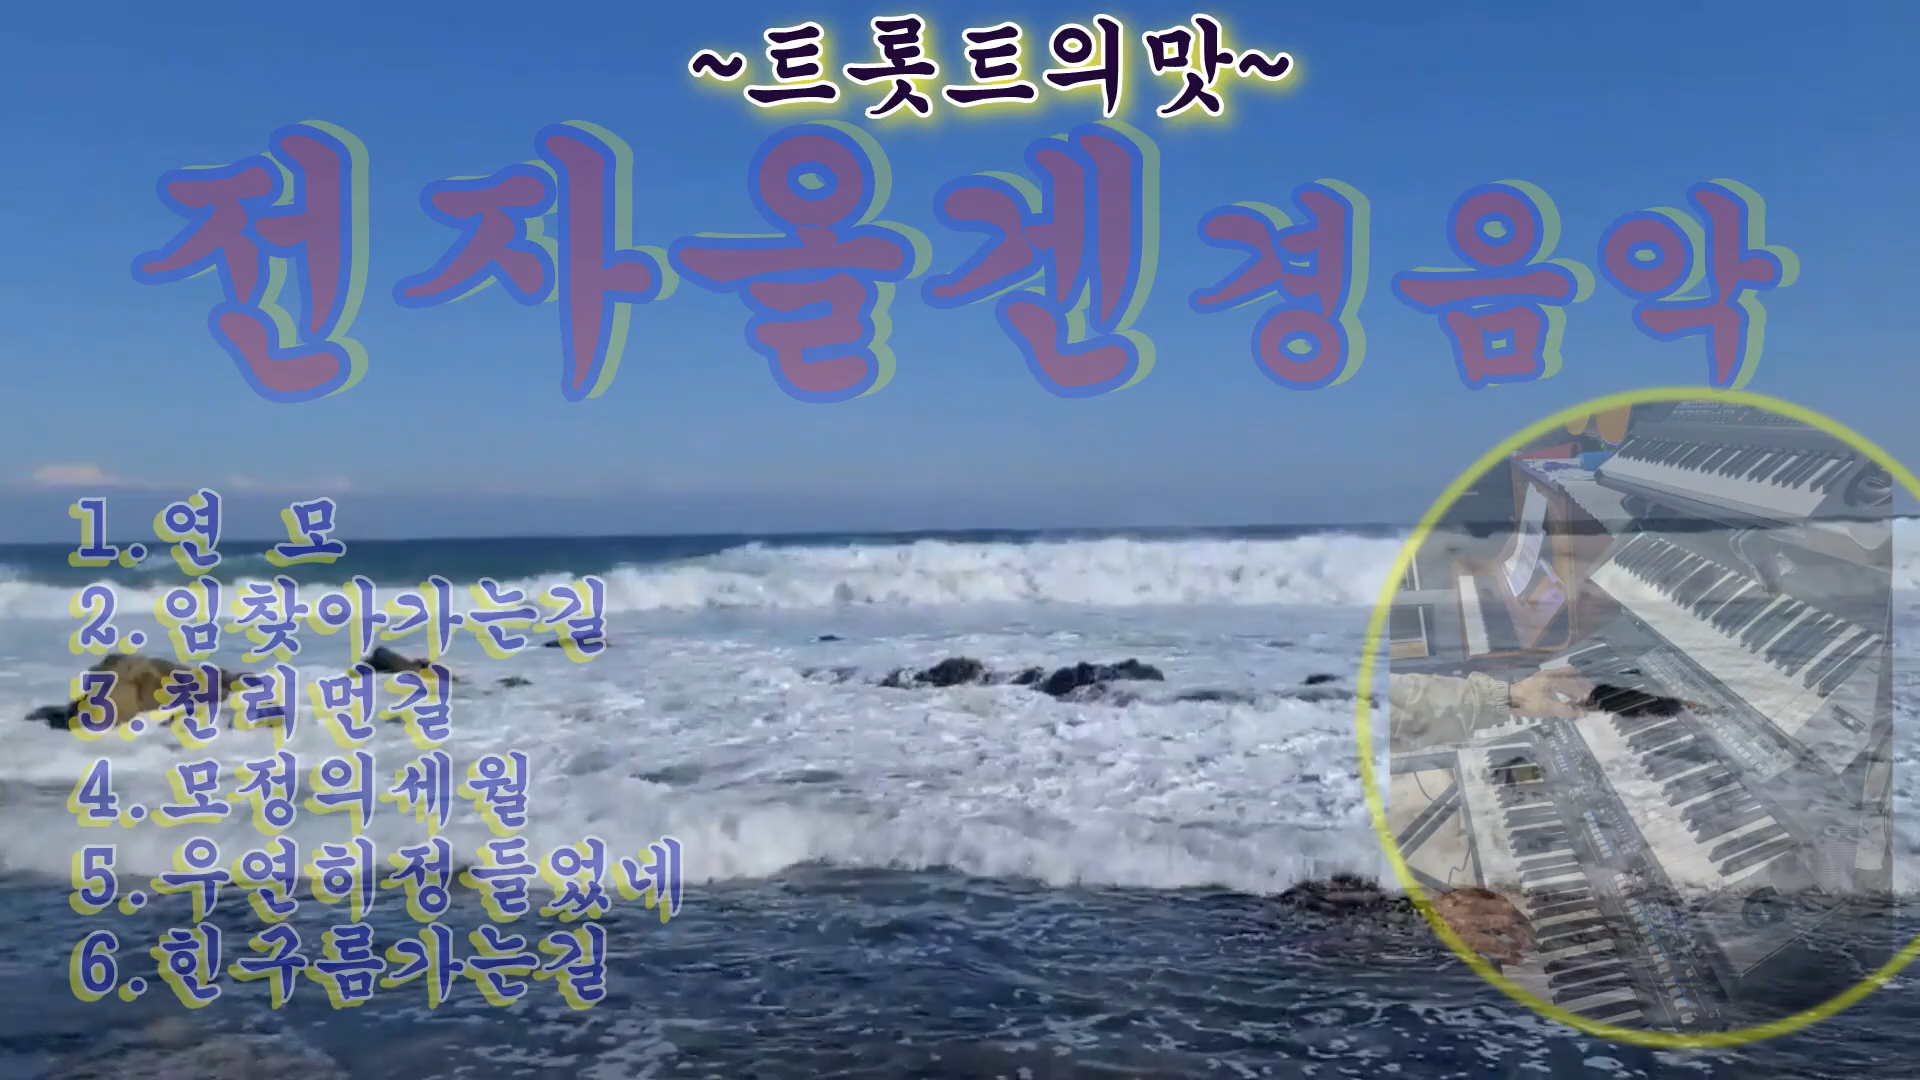 ~트롯트의맛~
전자올겐경음악
1.연 모
2.임찾아가는길
3.천리먼길
4.모정의세월
5.우연히정들었네
6.힌구름가는길